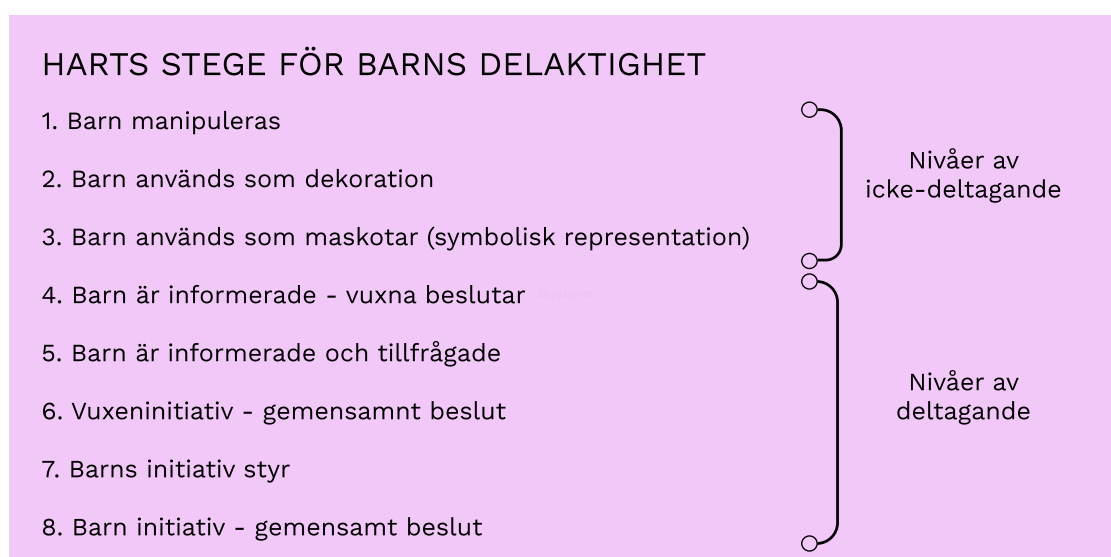 HARTS STEGE FÖR BARNS DELAKTIGHET
1. Barn manipuleras
2. Barn används som dekoration
3. Barn används som maskotar (symbolisk representation)
Nivåer av
icke-deltagande
4. Barn är informerade - vuxna beslutar
5. Barn är informerade och tillfrågade
6. Vuxeninitiativ - gemensamnt beslut
7. Barns initiativ styr
8. Barn initiativ - gemensamt beslut
Nivåer av
deltagande